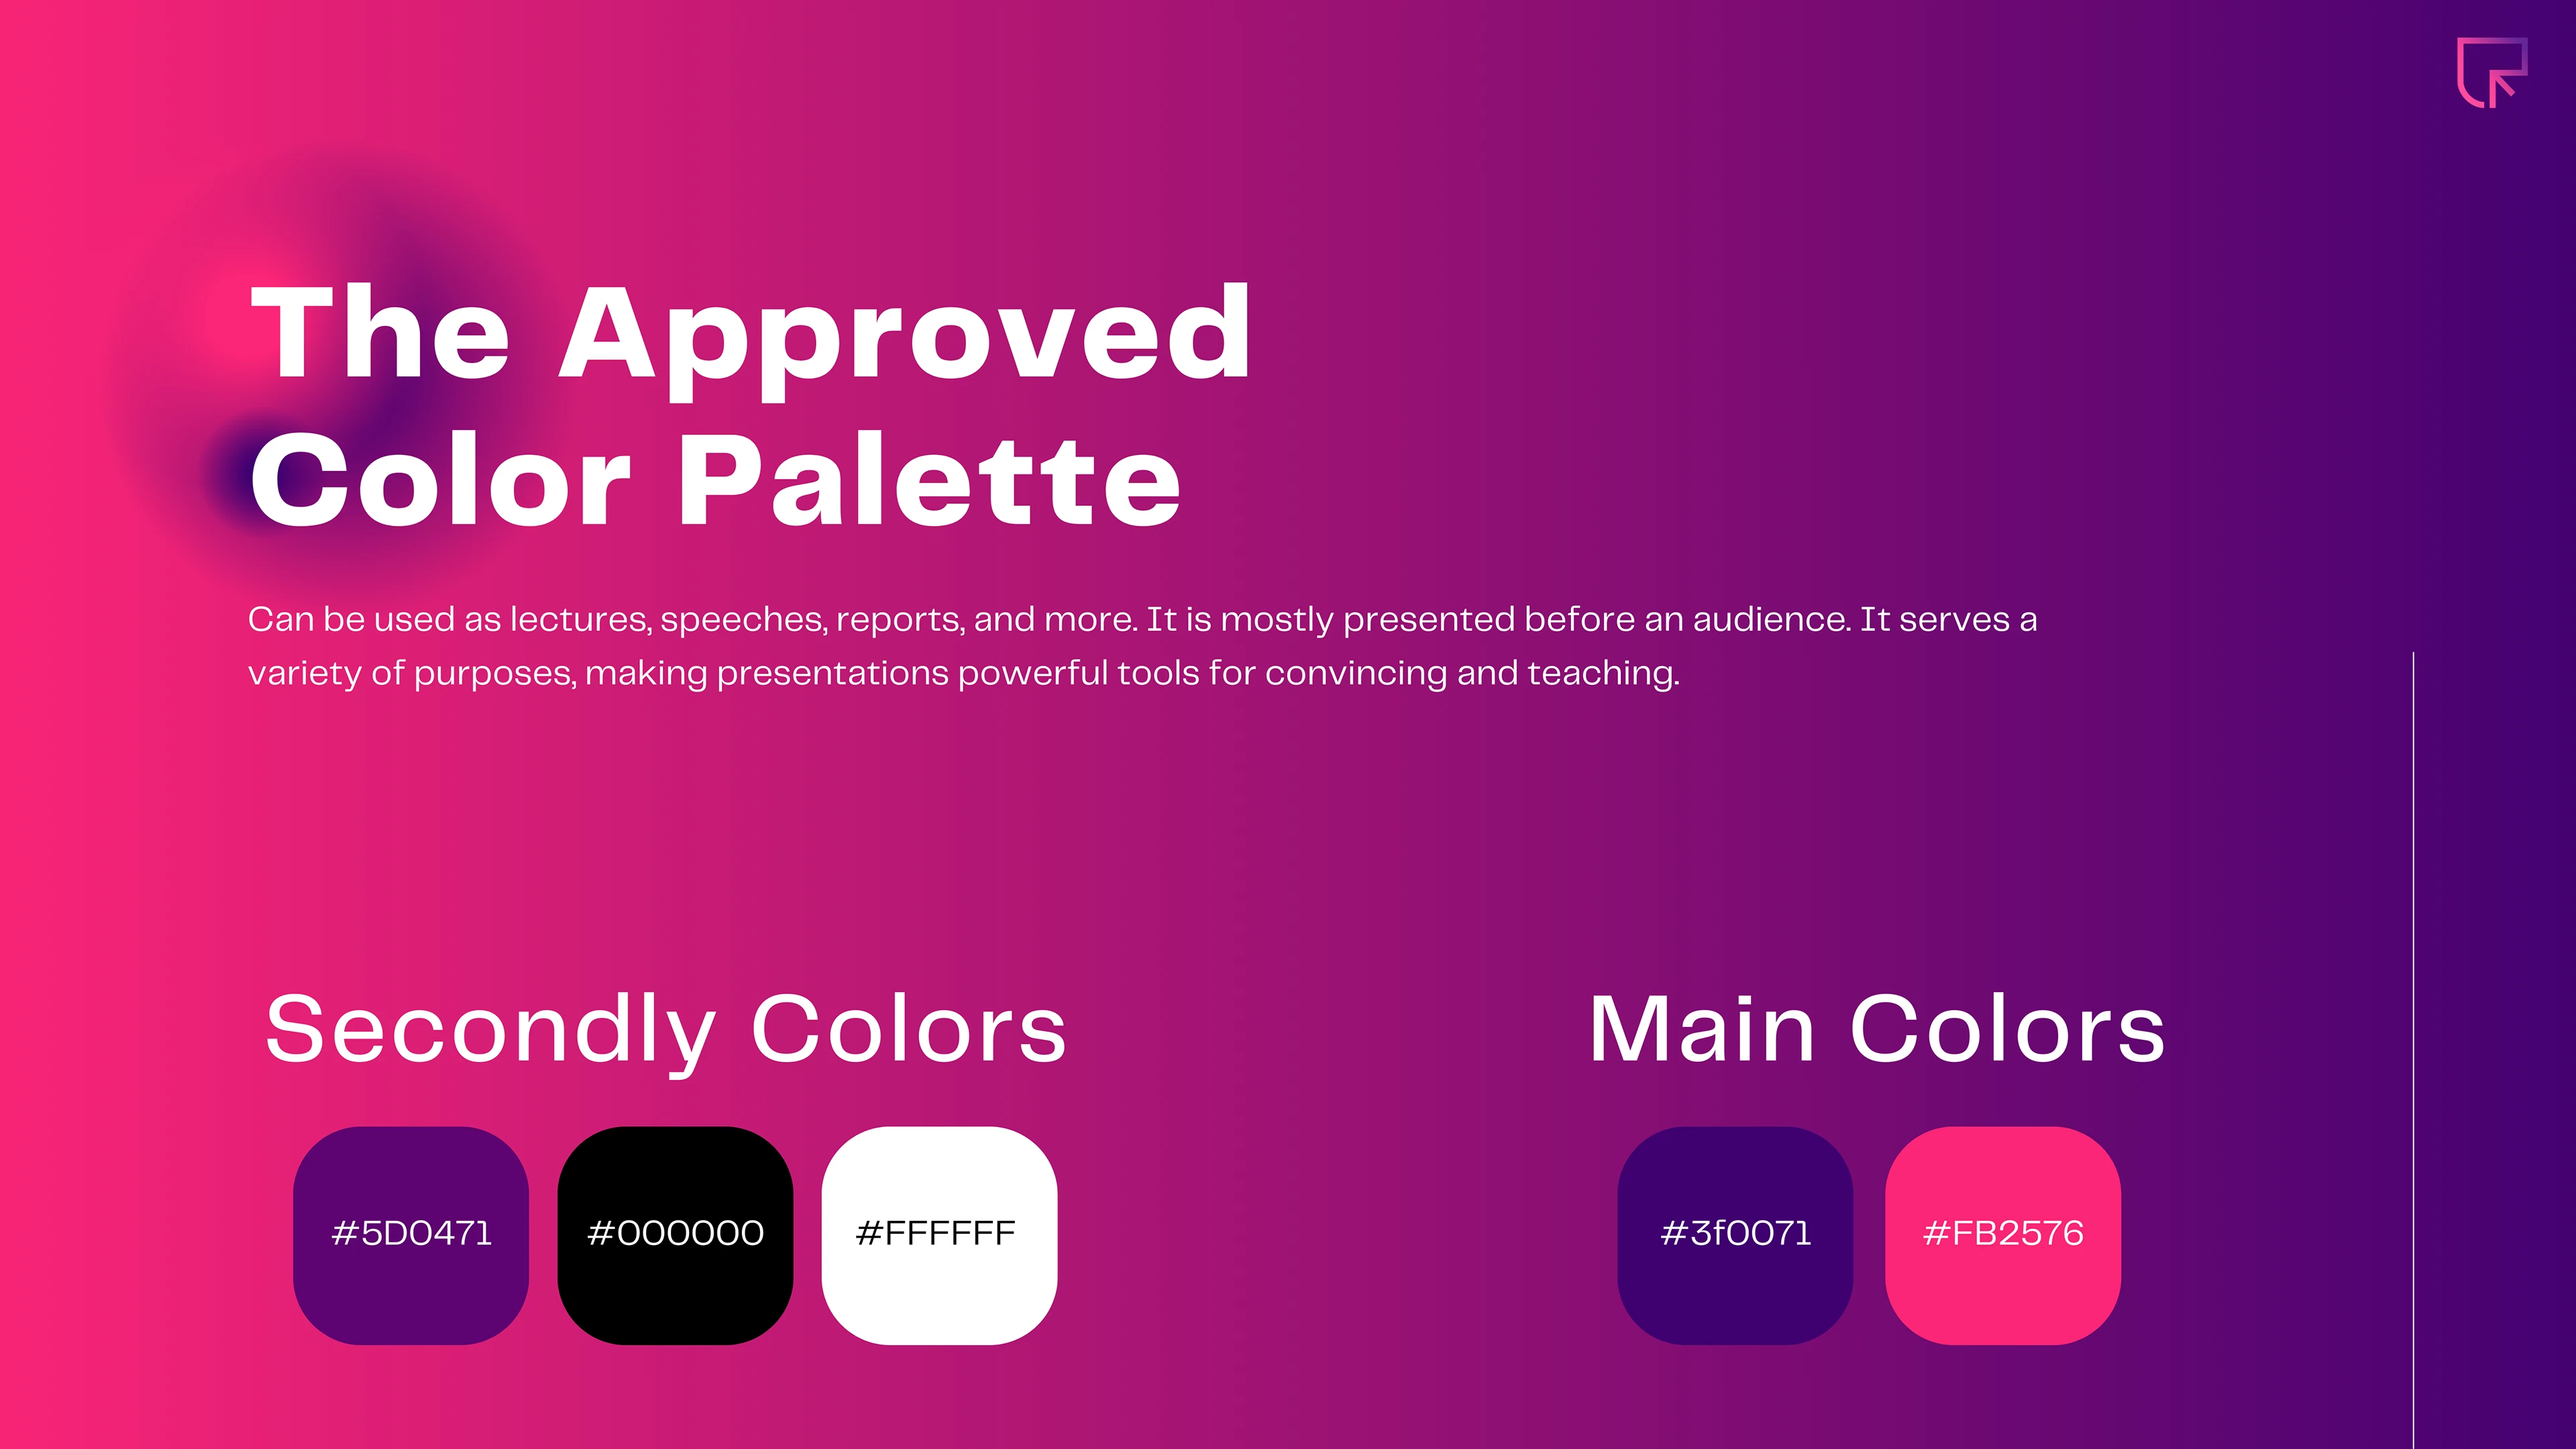 The Approved
Color Palette
Can be used as lectures, speeches, reports, and more. It is mostly presented before an audience. It serves a
variety of purposes, making presentations powerful tools for convincing and teaching.
Secondly Colors
#5D0471
#000000
#FFFFFF
Main Colors
#3f0071
#FB2576